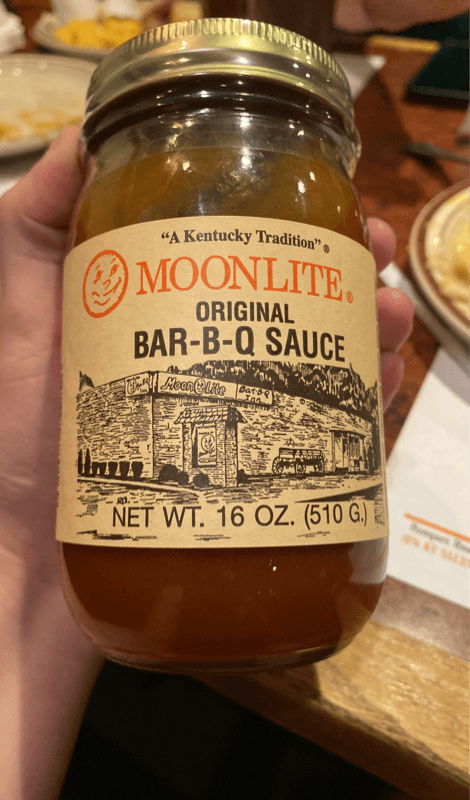 "A Kentucky Tradition"®
MOONLITE®
ORIGINAL
BAR-B-Q SAUCE
Moon Lite
Bar-B-Q
Inn
NET WT. 16 OZ. (510 G.)